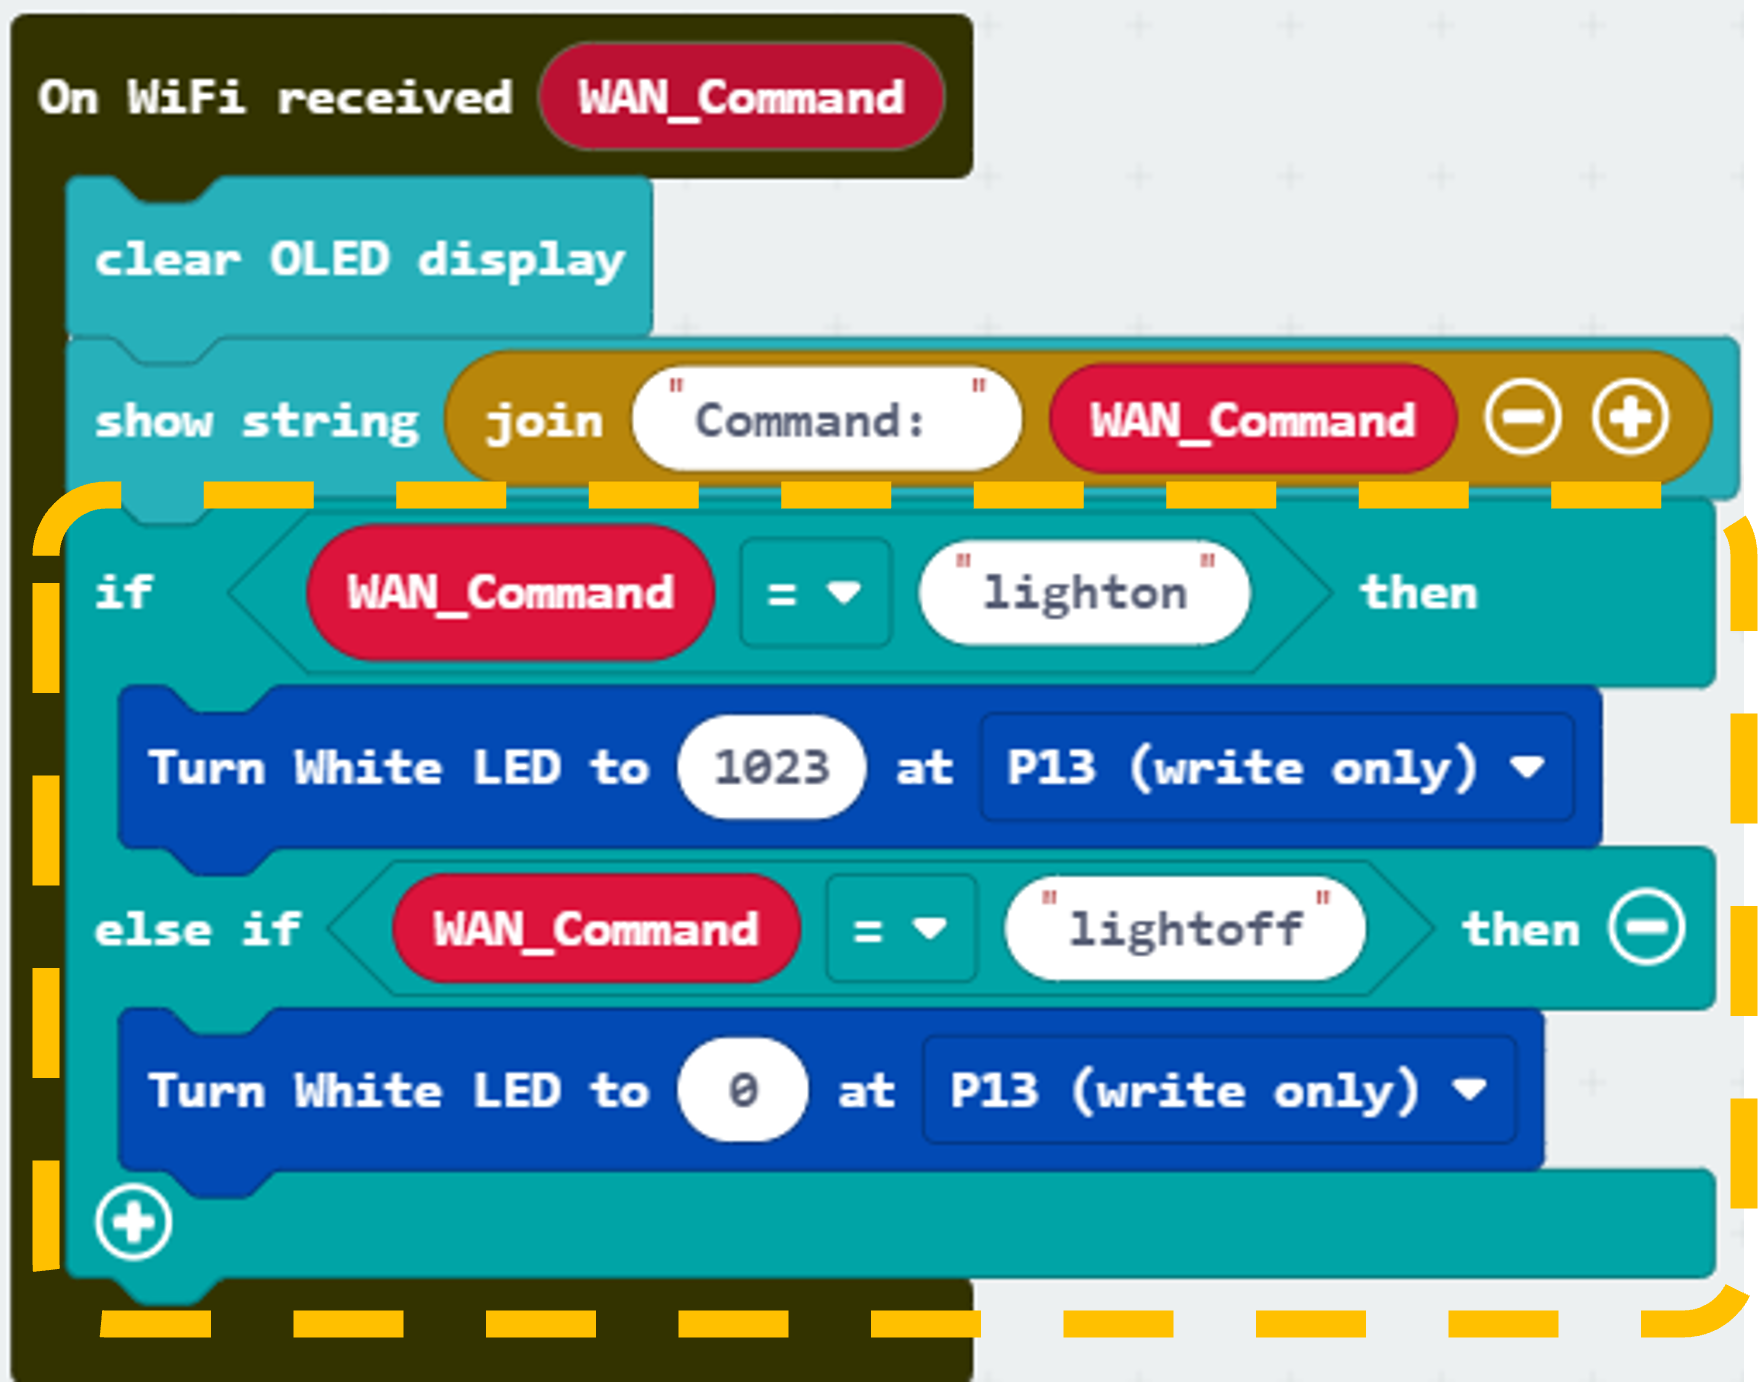 On WiFi received WAN_Command
clear OLED display
show string join "Command: " WAN_Command
if WAN_Command = "lighton" then
Turn White LED to 1023 at P13 (write only)
else if WAN_Command = "lightoff" then
Turn White LED to 0 at P13 (write only)